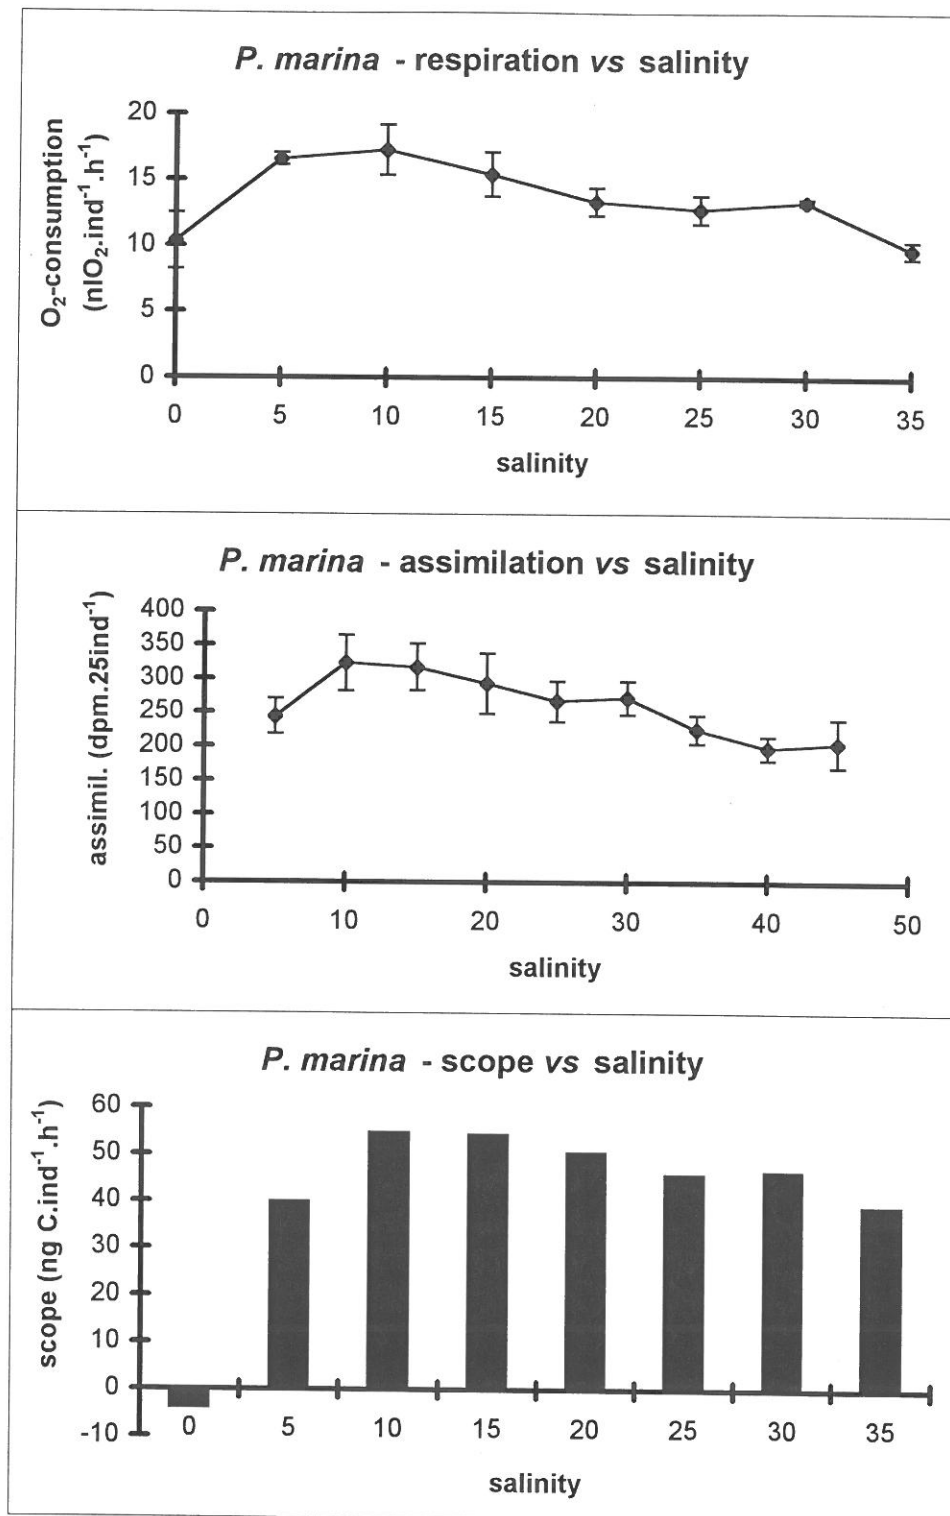 P. marina - respiration vs salinity
O₂-consumption
(nlO₂.ind⁻¹.h⁻¹)
20
15
10
5
0
0 5 10 15 20 25 30 35
salinity
P. marina - assimilation vs salinity
assimil. (dpm.25ind⁻¹)
400
350
300
250
200
150
100
50
0
0 10 20 30 40 50
salinity
P. marina - scope vs salinity
scope (ng C.ind⁻¹.h⁻¹)
60
50
40
30
20
10
0
-10
0 5 10 15 20 25 30 35
salinity